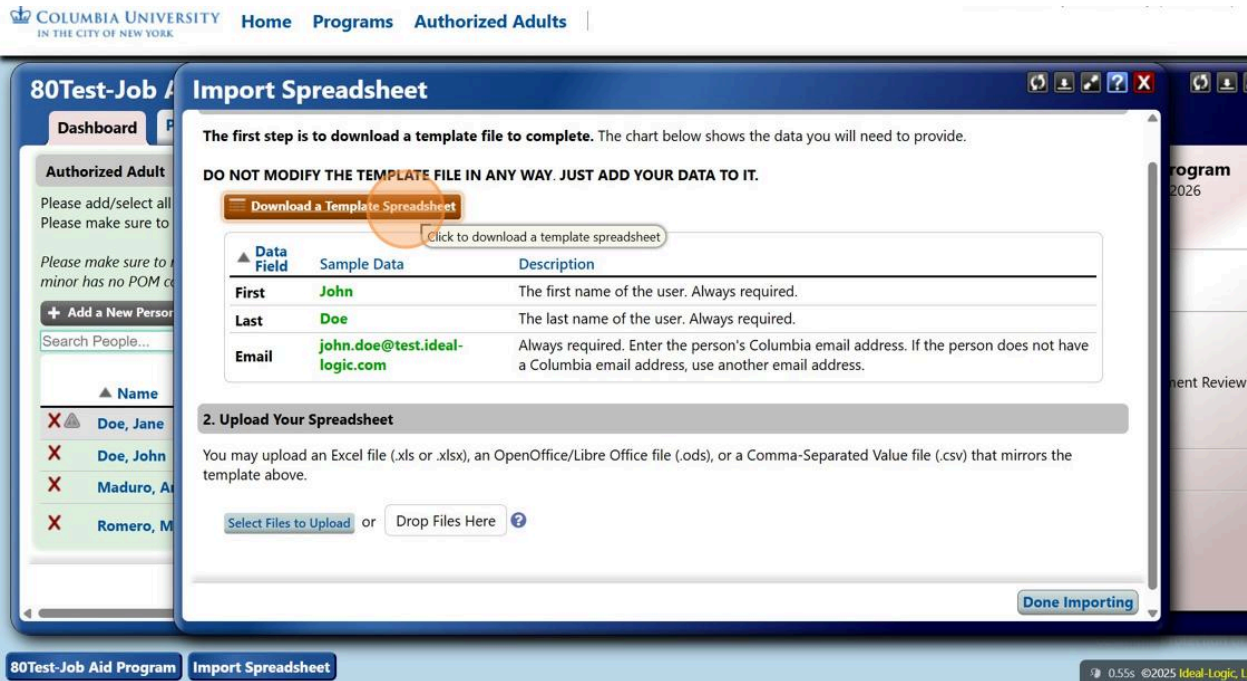 COLUMBIA UNIVERSITY
IN THE CITY OF NEW YORK
Home Programs Authorized Adults
80Test-Job A
Import Spreadsheet
Dashboard P
The first step is to download a template file to complete. The chart below shows the data you will need to provide.
Authorized Adult
DO NOT MODIFY THE TEMPLATE FILE IN ANY WAY. JUST ADD YOUR DATA TO IT.
rogram
2026
Please add/select all
Please make sure to
Download a Template Spreadsheet
Click to download a template spreadsheet
Please make sure to
minor has no POM co
Data Field Sample Data Description
First John The first name of the user. Always required.
+ Add a New Person
Last Doe The last name of the user. Always required.
Search People...
Email john.doe@test.ideal-logic.com Always required. Enter the person's Columbia email address. If the person does not have
a Columbia email address, use another email address.
Name
ment Review
X Doe, Jane
2. Upload Your Spreadsheet
X Doe, John
You may upload an Excel file (.xls or .xlsx), an OpenOffice/Libre Office file (.ods), or a Comma-Separated Value file (.csv) that mirrors the
template above.
X Maduro, A
X Romero, M
Select Files to Upload or Drop Files Here ?
Done Importing
80Test-Job Aid Program Import Spreadsheet
0.55s ©2025 Ideal-Logic, L